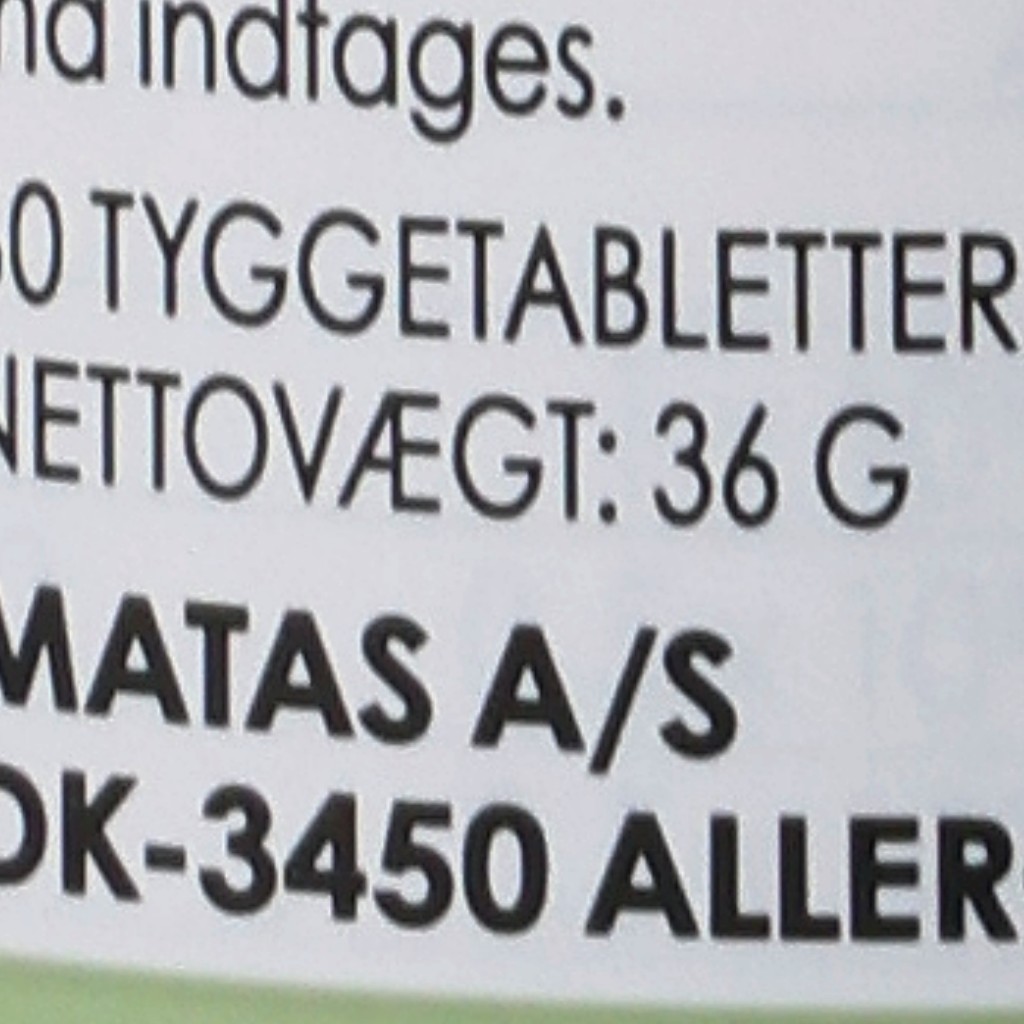 indtages.
TYGGETABLETTER
NETTOVÆGT: 36 G
MATAS A/S
DK-3450 ALLER